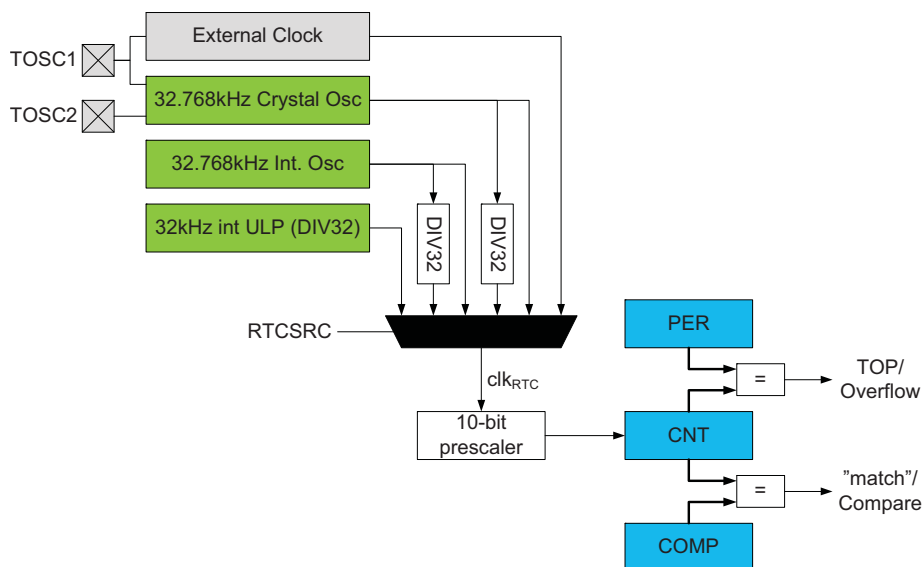 External Clock
TOSC1
32.768kHz Crystal Osc
TOSC2
32.768kHz Int. Osc
32kHz int ULP (DIV32)
DIV32
DIV32
RTCSRC
PER
clkRTC
=
TOP/
Overflow
10-bit
prescaler
CNT
=
"match"/
Compare
COMP